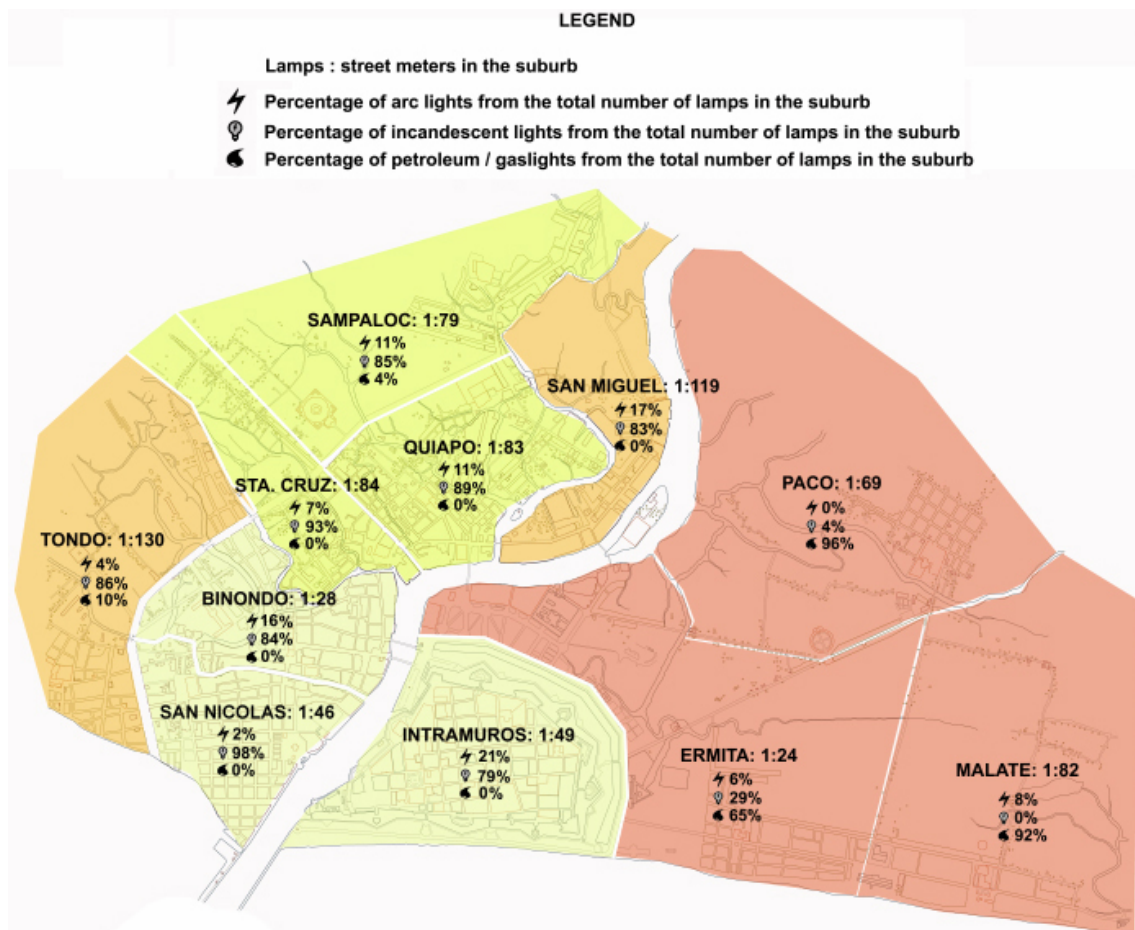 LEGEND
Lamps : street meters in the suburb
Percentage of arc lights from the total number of lamps in the suburb
Percentage of incandescent lights from the total number of lamps in the suburb
Percentage of petroleum / gaslights from the total number of lamps in the suburb
SAMPALOC: 1:79
11%
85%
4%
SAN MIGUEL: 1:119
17%
83%
0%
QUIAPO: 1:83
11%
89%
0%
STA. CRUZ: 1:84
7%
93%
0%
PACO: 1:69
0%
4%
96%
TONDO: 1:130
4%
86%
10%
BINONDO: 1:28
16%
84%
0%
SAN NICOLAS: 1:46
2%
98%
0%
INTRAMUROS: 1:49
21%
79%
0%
ERMITA: 1:24
6%
29%
65%
MALATE: 1:82
8%
0%
92%